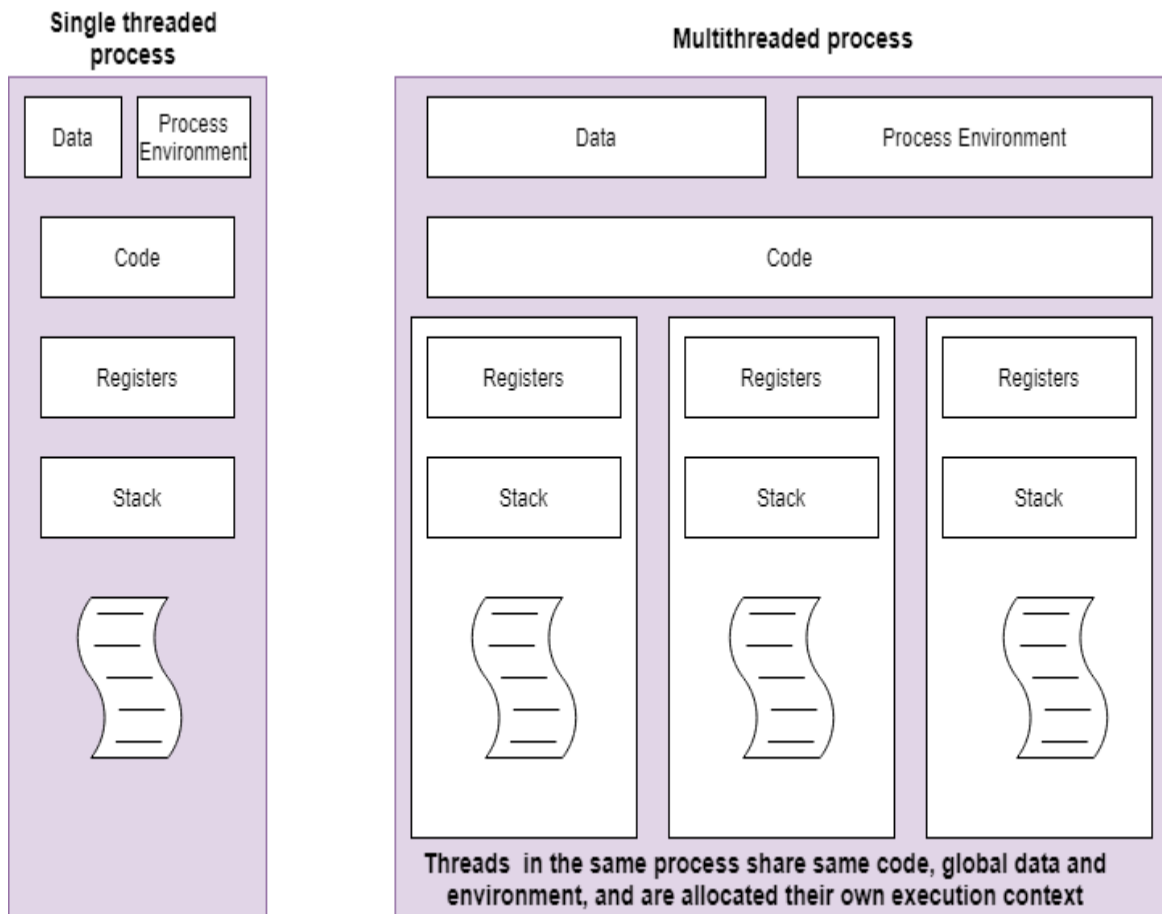 Single threaded
process
Multithreaded process
Data
Process
Environment
Data
Process Environment
Code
Code
Registers
Registers
Registers
Registers
Stack
Stack
Stack
Stack
Threads in the same process share same code, global data and
environment, and are allocated their own execution context